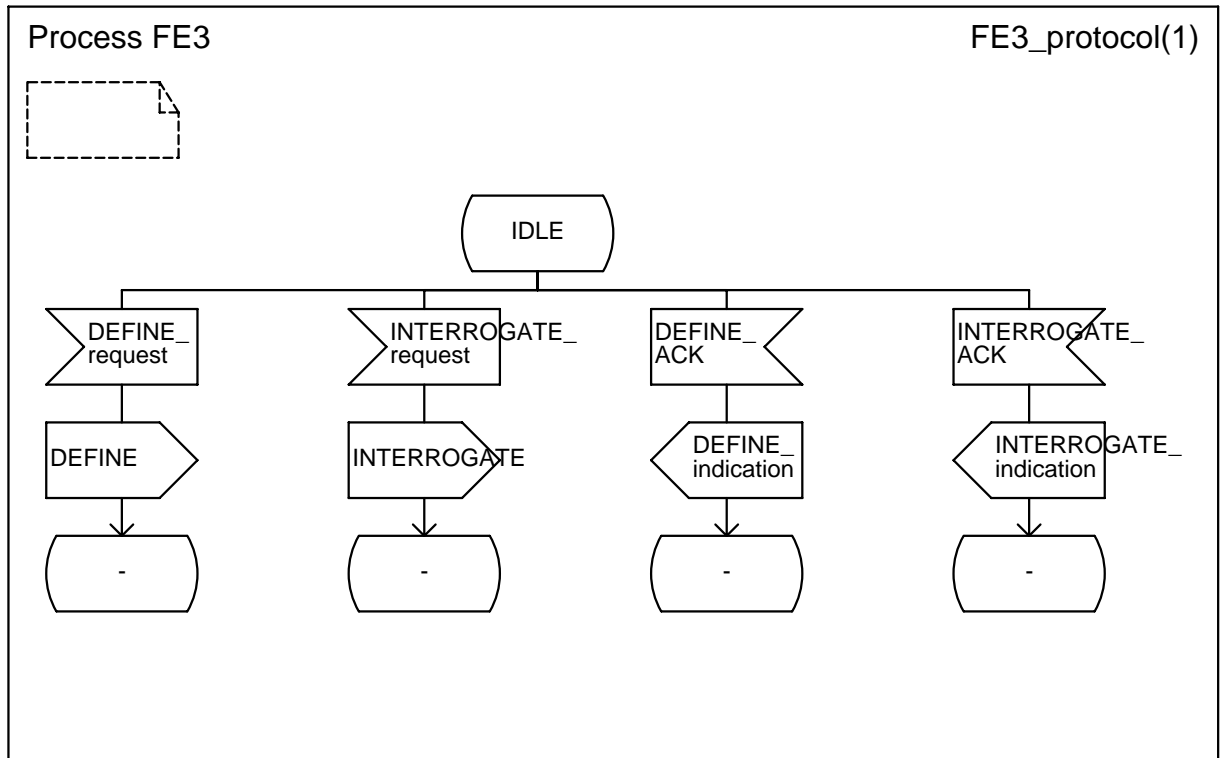 Process FE3
FE3_protocol(1)
IDLE
DEFINE_
request
INTERROGATE_
request
DEFINE_
ACK
INTERROGATE_
ACK
DEFINE
INTERROGATE
DEFINE_
indication
INTERROGATE_
indication
-
-
-
-